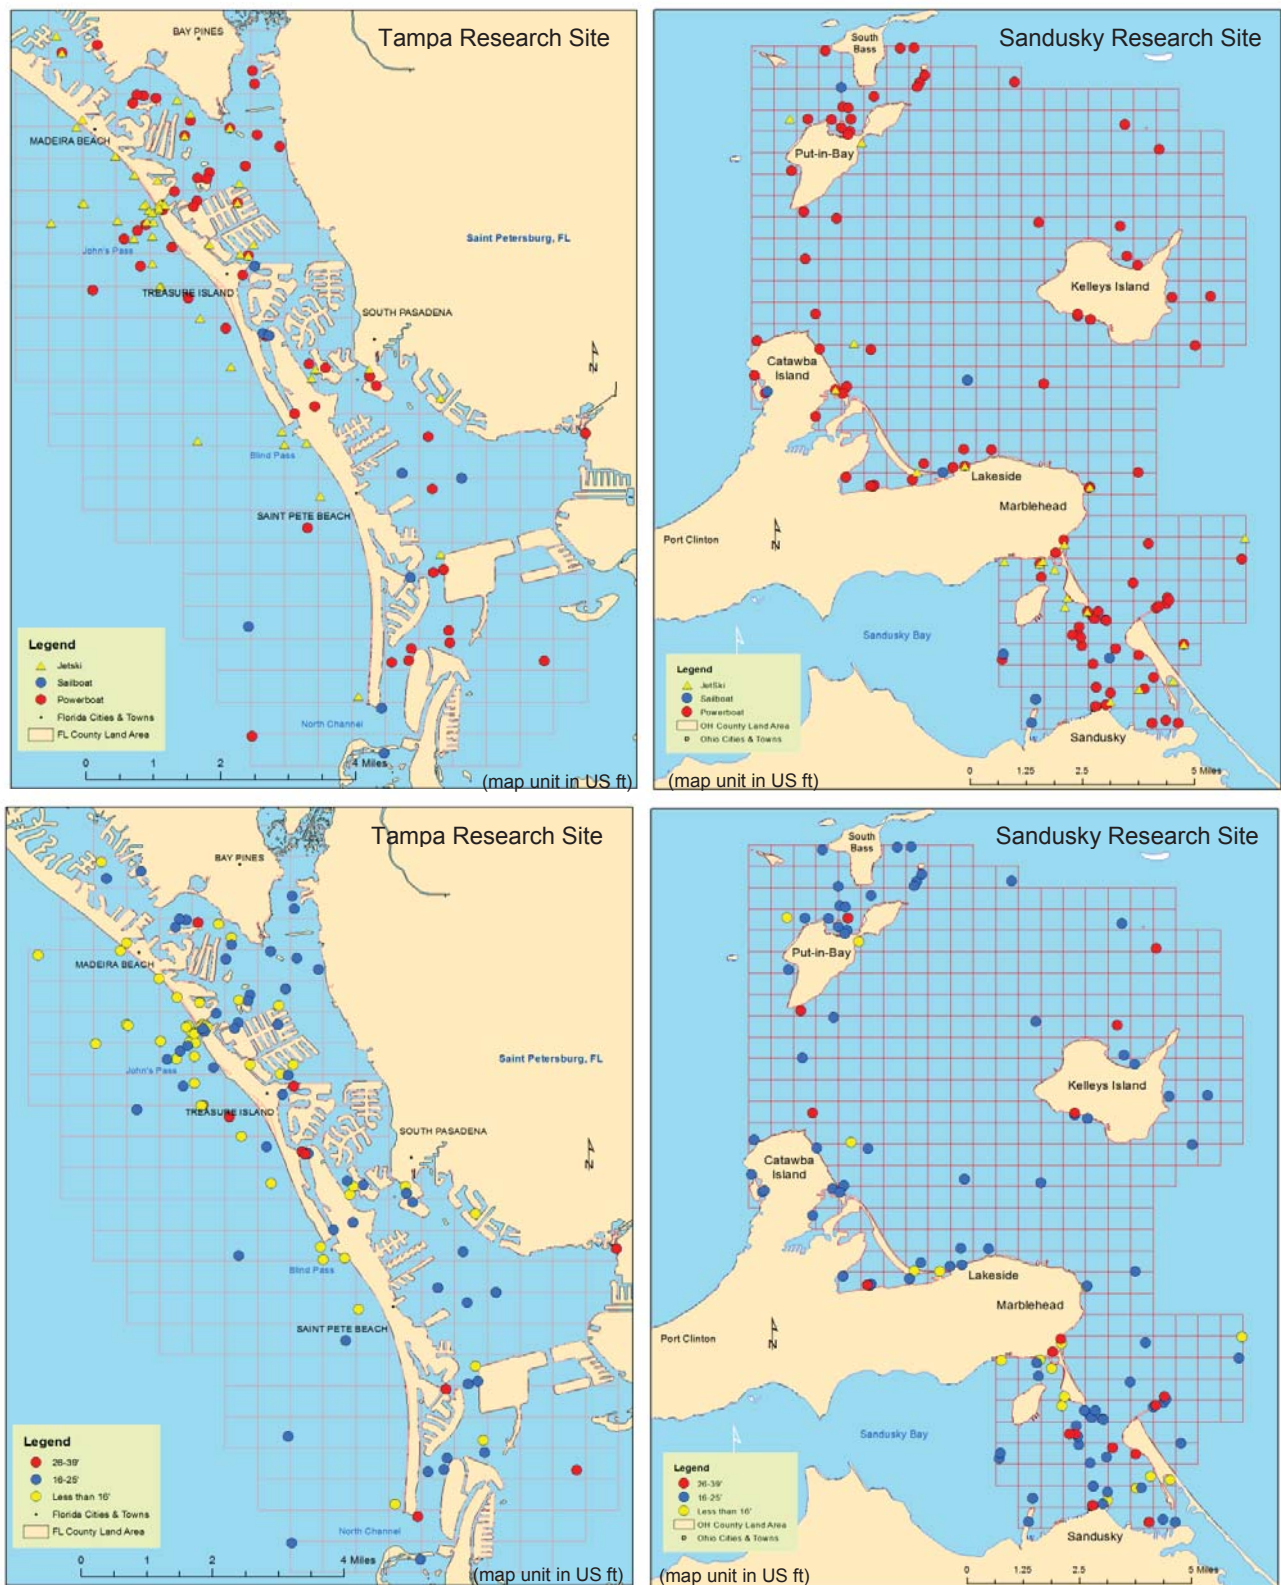 Tampa Research Site
BAY PINES
MADEIRA BEACH
Saint Petersburg, FL
John's Pass
TREASURE ISLAND
SOUTH PASADENA
N
Blind Pass
SAINT PETE BEACH
Legend
Jetski
Sailboat
Powerboat
Florida Cities & Towns
FL County Land Area
North Channel
0 2 4 Miles
(map unit in US ft)
Sandusky Research Site
South
Bass
Put-in-Bay
Kelleys Island
Catawba
Island
Lakeside
Marblehead
Port Clinton
N
Sandusky Bay
Legend
JetSki
Sailboat
Powerboat
OH County Land Area
Ohio Cities & Towns
Sandusky
0 1.25 2.5 5 Miles
(map unit in US ft)
Tampa Research Site
BAY PINES
MADEIRA BEACH
Saint Petersburg, FL
John's Pass
TREASURE ISLAND
SOUTH PASADENA
N
Blind Pass
SAINT PETE BEACH
Legend
26-39'
16-25'
Less than 16'
Florida Cities & Towns
FL County Land Area
North Channel
0 1 2 4 Miles
(map unit in US ft)
Sandusky Research Site
South
Bass
Put-in-Bay
Kelleys Island
Catawba
Island
Lakeside
Marblehead
Port Clinton
N
Sandusky Bay
Legend
26-39'
16-25'
Less than 16'
OH County Land Area
Ohio Cities & Towns
Sandusky
0 1.25 2.5 5 Miles
(map unit in US ft)